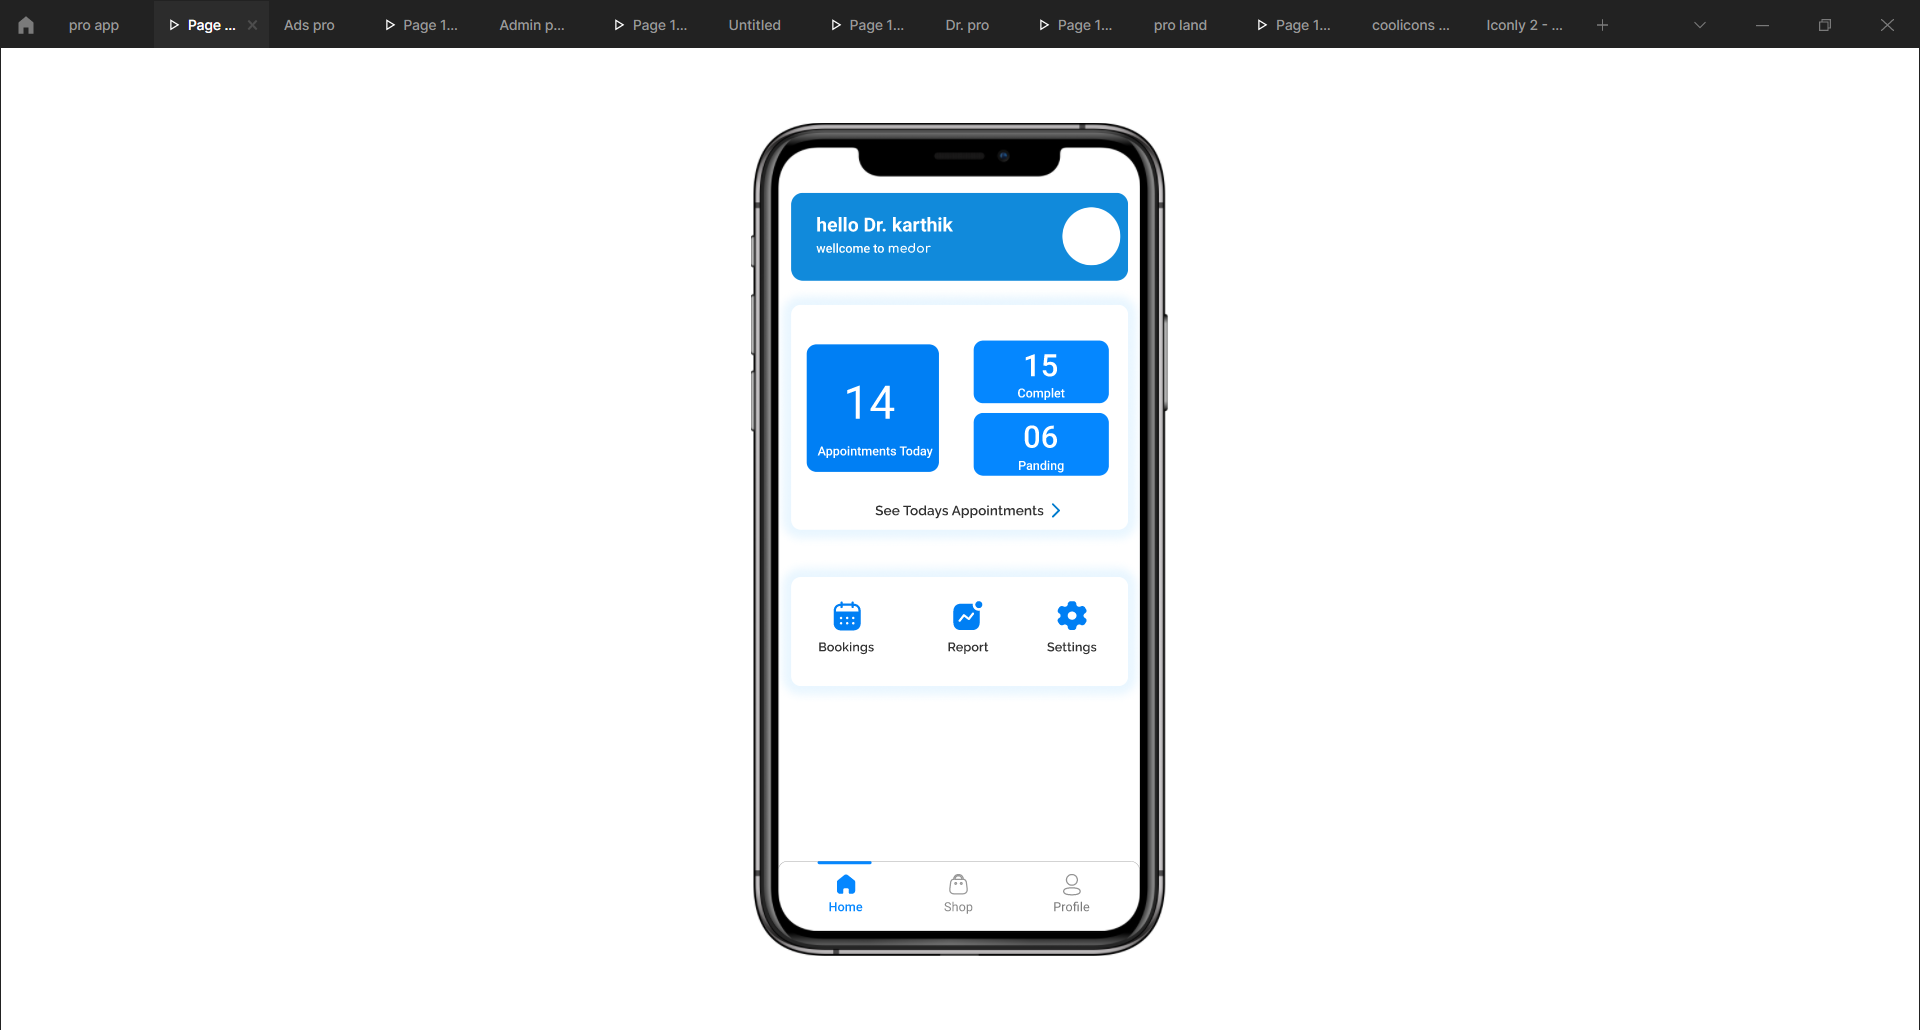 pro app
Page ...
Ads pro
Page 1...
Admin p...
Page 1...
Untitled
Page 1...
Dr. pro
Page 1...
pro land
Page 1...
coolicons ...
Iconly 2 - ...
hello Dr. karthik
wellcome to medor
14
Appointments Today
15
Complet
06
Panding
See Todays Appointments
Bookings
Report
Settings
Home
Shop
Profile